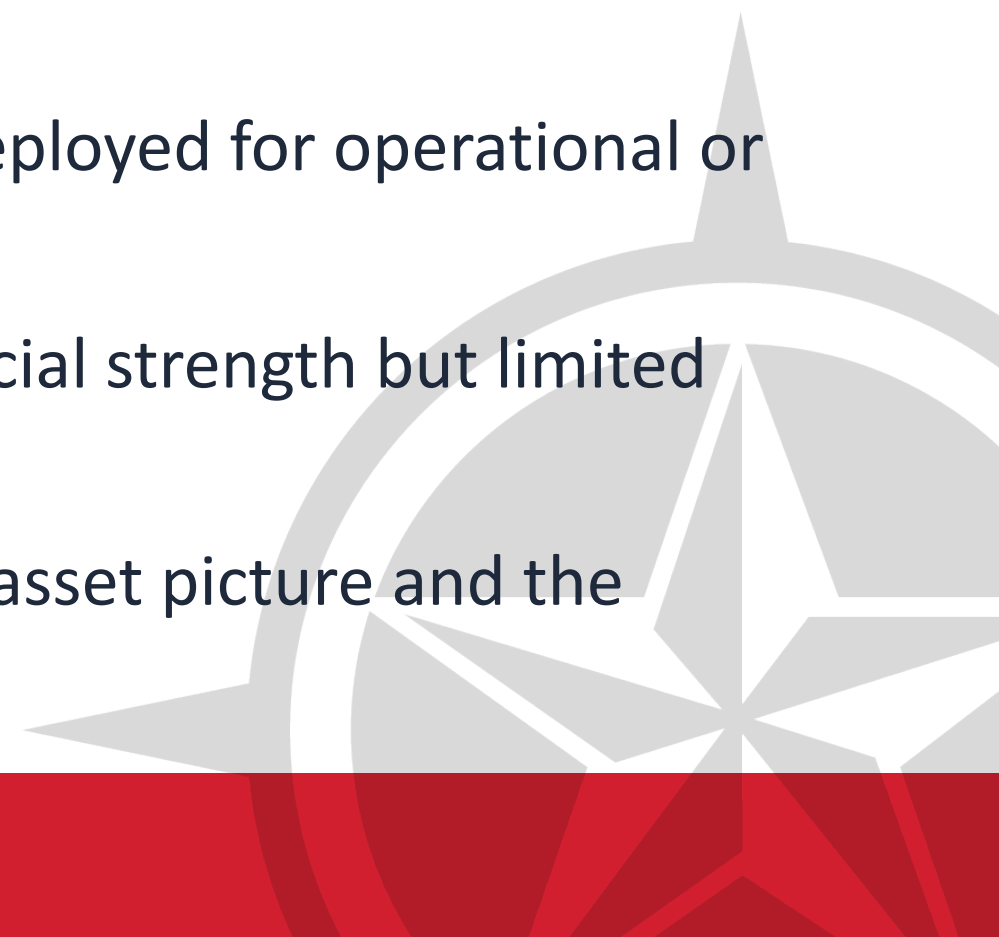 eployed for operational or
cial strength but limited
asset picture and the